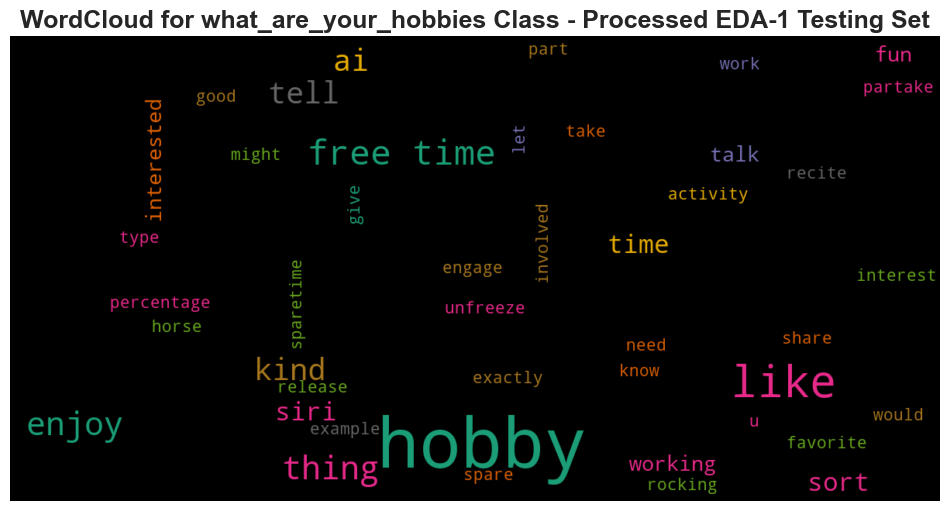 WordCloud for what_are_your_hobbies Class - Processed EDA-1 Testing Set
part
ai
work
fun
tell
partake
good
interested
let
take
might
free time
talk
recite
give
activity
involved
type
time
engage
interest
sparetime
percentage
unfreeze
horse
need
share
kind
know
like
exactly
release
siri
enjoy
example
hobby
u
would
favorite
thing
working
spare
rocking
sort